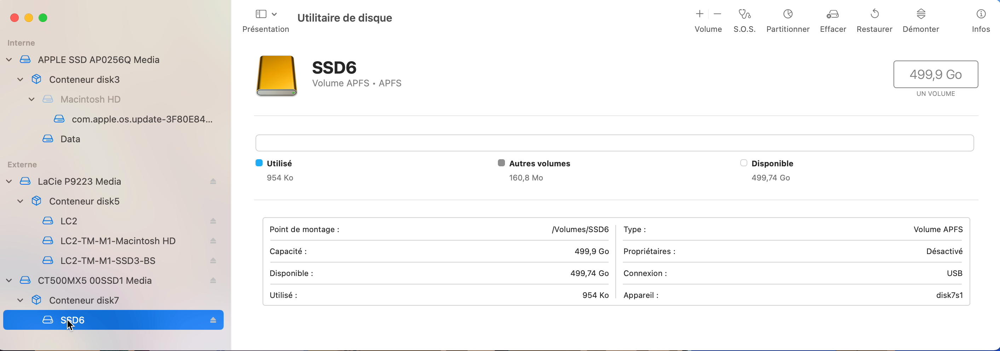 Interne
APPLE SSD AP0256Q Media
Conteneur disk3
Macintosh HD
com.apple.os.update-3F80E84...
Data
Externe
LaCie P9223 Media
Conteneur disk5
LC2
LC2-TM-M1-Macintosh HD
LC2-TM-M1-SSD3-BS
CT500MX5 00SSD1 Media
Conteneur disk7
SSD6
Présentation
Utilitaire de disque
Volume
S.O.S.
Partitionner
Effacer
Restaurer
Démonter
Infos
SSD6
Volume APFS • APFS
499,9 Go
UN VOLUME
Utilisé
954 Ko
Autres volumes
160,8 Mo
Disponible
499,74 Go
Point de montage : /Volumes/SSD6
Capacité : 499,9 Go
Disponible : 499,74 Go
Utilisé : 954 Ko
Type : Volume APFS
Propriétaires : Désactivé
Connexion : USB
Appareil : disk7s1